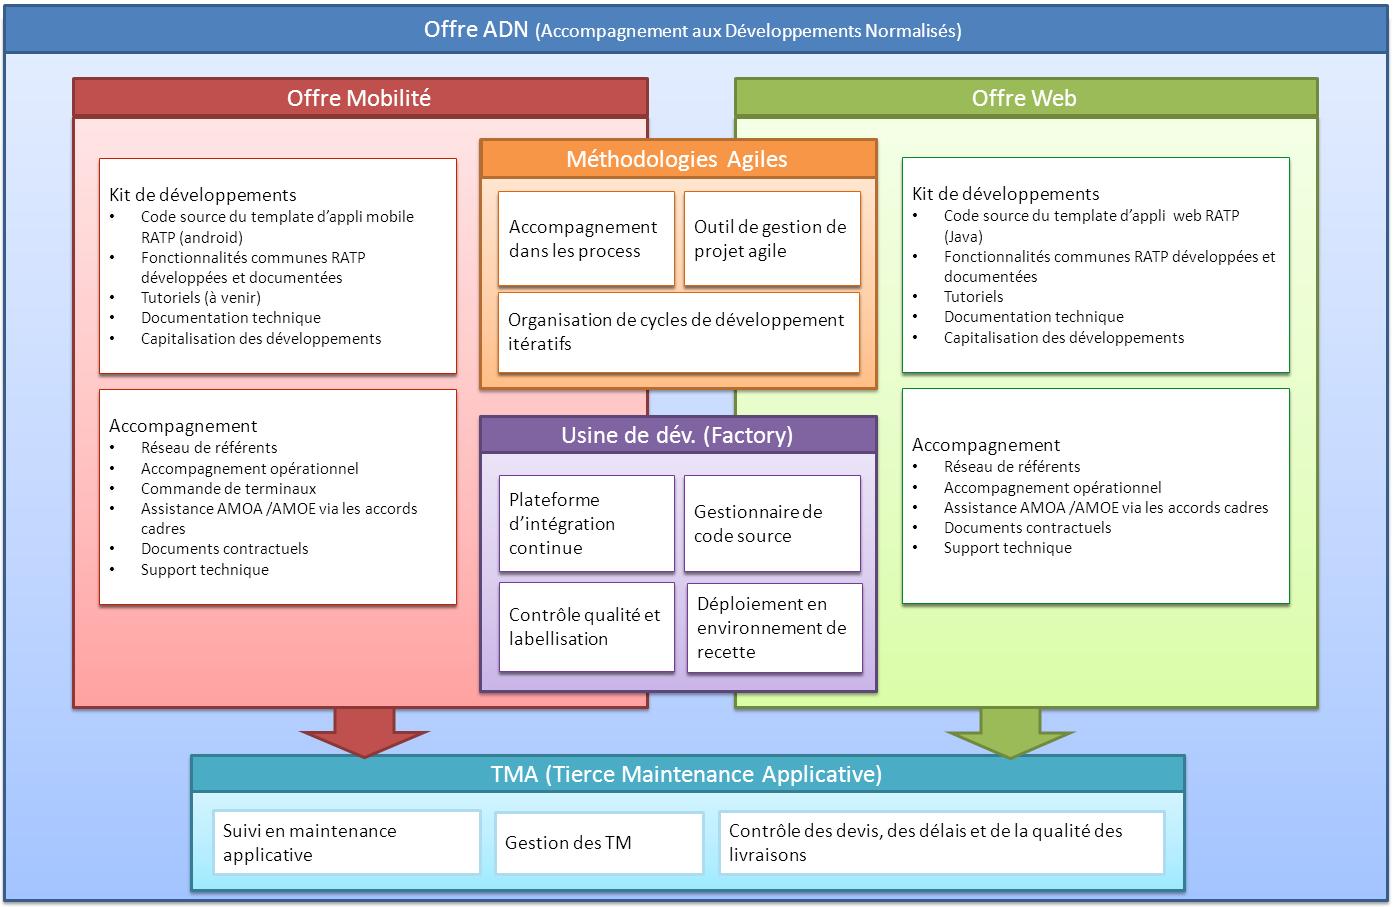 Offre ADN (Accompagnement aux Développements Normalisés)
Offre Mobilité
Kit de développements
• Code source du template d'appli mobile
RATP (android)
• Fonctionnalités communes RATP
développées et documentées
• Tutoriels (à venir)
• Documentation technique
• Capitalisation des développements
Accompagnement
• Réseau de référents
• Accompagnement opérationnel
• Commande de terminaux
• Assistance AMOA /AMOE via les accords
cadres
• Documents contractuels
• Support technique
Méthodologies Agiles
Accompagnement
dans les process
Outil de gestion de
projet agile
Organisation de cycles de développement
itératifs
Usine de dév. (Factory)
Plateforme
d'intégration
continue
Gestionnaire de
code source
Contrôle qualité et
labellisation
Déploiement en
environnement de
recette
Offre Web
Kit de développements
• Code source du template d'appli web RATP
(Java)
• Fonctionnalités communes RATP développées et
documentées
• Tutoriels
• Documentation technique
• Capitalisation des développements
Accompagnement
• Réseau de référents
• Accompagnement opérationnel
• Assistance AMOA /AMOE via les accords cadres
• Documents contractuels
• Support technique
TMA (Tierce Maintenance Applicative)
Suivi en maintenance
applicative
Gestion des TM
Contrôle des devis, des délais et de la qualité des
livraisons